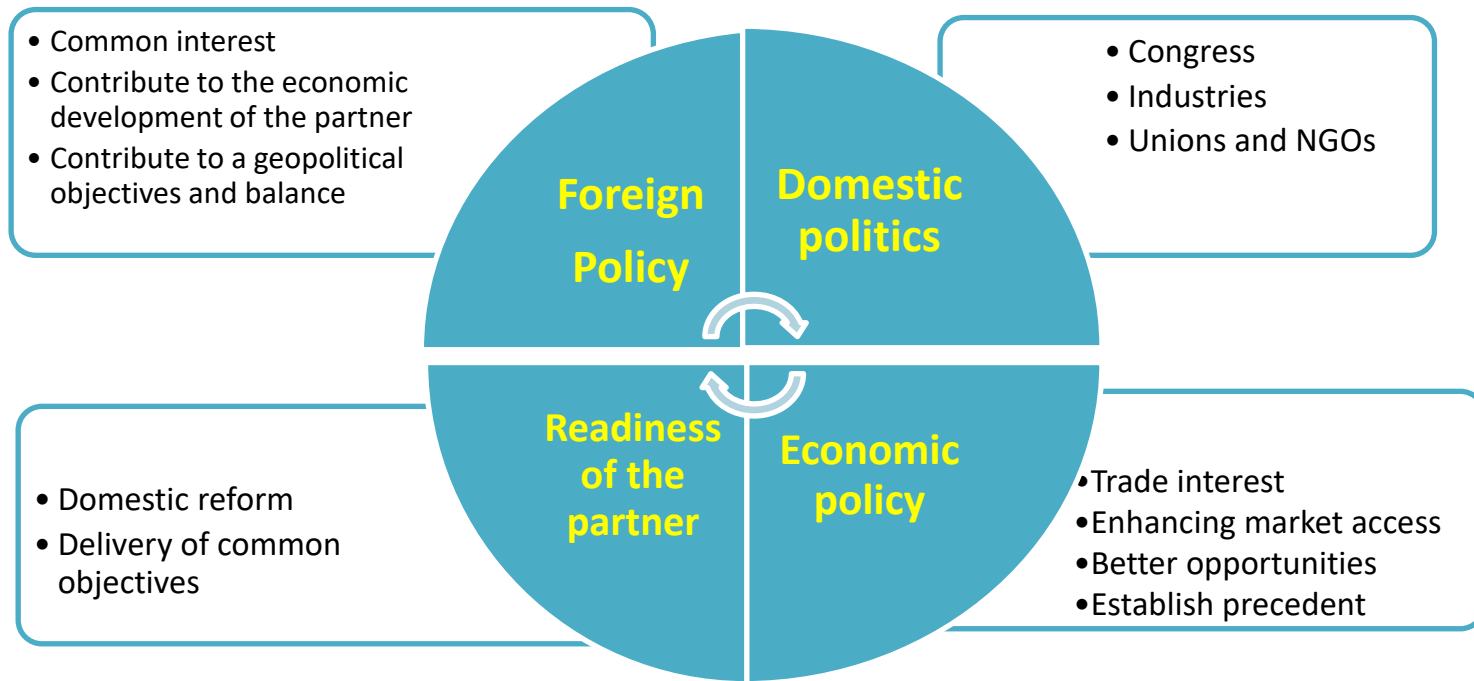 • Common interest
• Contribute to the economic
development of the partner
• Contribute to a geopolitical
objectives and balance
Foreign
Policy
Domestic
politics
• Congress
• Industries
• Unions and NGOs
• Domestic reform
• Delivery of common
objectives
Readiness
of the
partner
Economic
policy
•Trade interest
•Enhancing market access
•Better opportunities
•Establish precedent